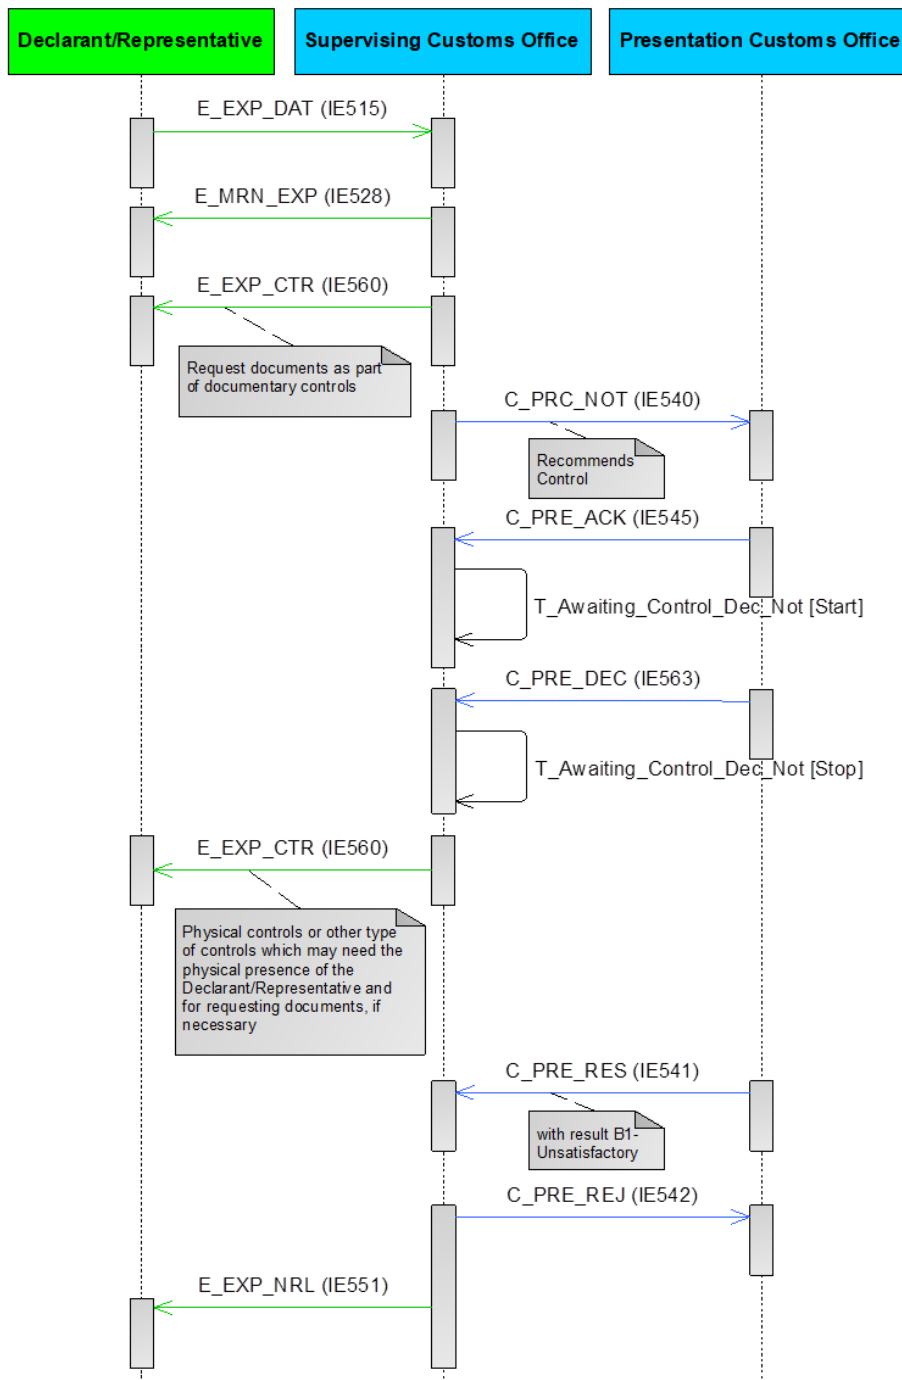 Declarant/Representative
Supervising Customs Office
Presentation Customs Office
E_EXP_DAT (IE515)
E_MRN_EXP (IE528)
E_EXP_CTR (IE560)
Request documents as part
of documentary controls
C_PRC_NOT (IE540)
Recommends
Control
C_PRE_ACK (IE545)
T_Awaiting_Control_Dec_Not [Start]
C_PRE_DEC (IE563)
T_Awaiting_Control_Dec_Not [Stop]
E_EXP_CTR (IE560)
Physical controls or other type
of controls which may need the
physical presence of the
Declarant/Representative and
for requesting documents, if
necessary
C_PRE_RES (IE541)
with result B1-
Unsatisfactory
C_PRE_REJ (IE542)
E_EXP_NRL (IE551)